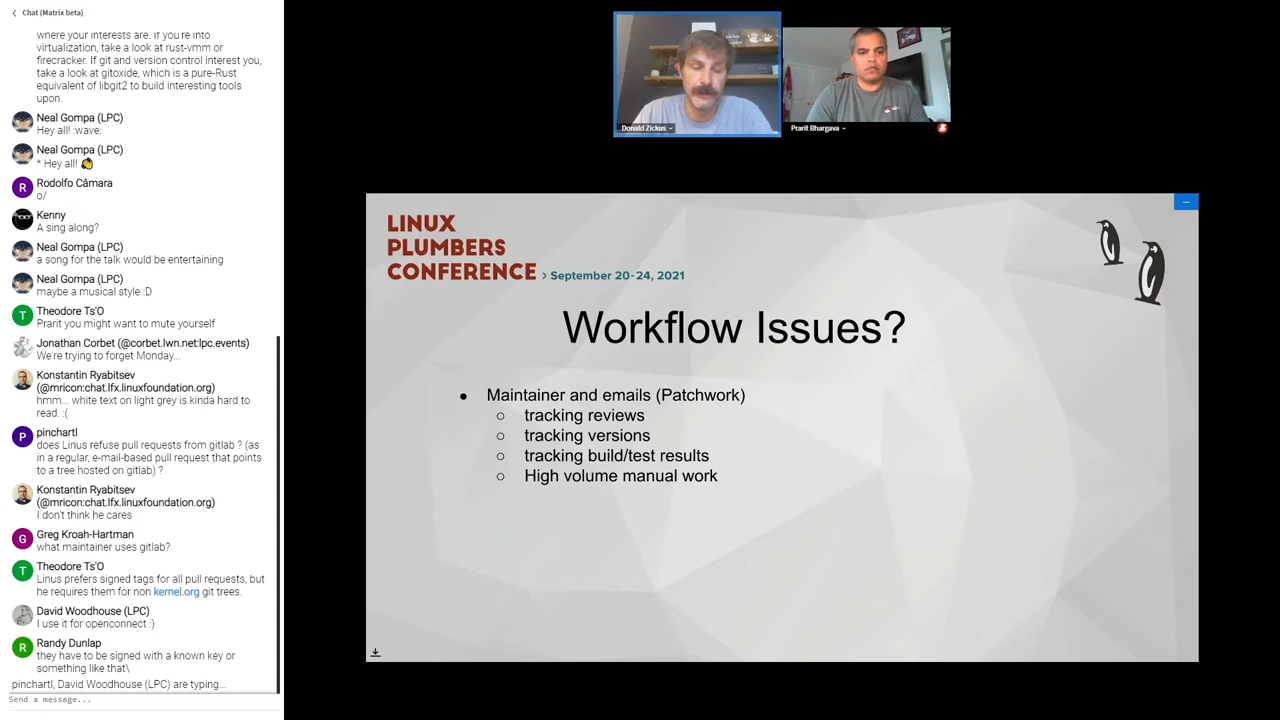 Chat (Matrix beta)
where your interests are. If you're into
virtualization, take a look at rust-vmm or
firecracker. If git and version control interest you,
take a look at gitoxide, which is a pure-Rust
equivalent of libgit2 to build interesting tools
upon.
Neal Gompa (LPC)
Hey all! :wave:
Neal Gompa (LPC)
* Hey all! 👋
Rodolfo Câmara
o/
Kenny
A sing along?
Neal Gompa (LPC)
a song for the talk would be entertaining
Neal Gompa (LPC)
maybe a musical style :D
Theodore Ts'O
Prarit you might want to mute yourself
Jonathan Corbet (@corbet.lwn.net:lpc.events)
We're trying to forget Monday...
Konstantin Ryabitsev
(@mricon:chat.lfx.linuxfoundation.org)
hmm... white text on light grey is kinda hard to
read. :(
pinchartl
does Linus refuse pull requests from gitlab ? (as
in a regular, e-mail-based pull request that points
to a tree hosted on gitlab) ?
Konstantin Ryabitsev
(@mricon:chat.lfx.linuxfoundation.org)
I don't think he cares
Greg Kroah-Hartman
what maintainer uses gitlab?
Theodore Ts'O
Linus prefers signed tags for all pull requests, but
he requires them for non kernel.org git trees.
David Woodhouse (LPC)
I use it for openconnect :)
Randy Dunlap
they have to be signed with a known key or
something like that\
pinchartl, David Woodhouse (LPC) are typing...
Send a message...
Donald Zickus
Prarit Bhargava
LINUX
PLUMBERS
CONFERENCE > September 20-24, 2021
Workflow Issues?
● Maintainer and emails (Patchwork)
○ tracking reviews
○ tracking versions
○ tracking build/test results
○ High volume manual work